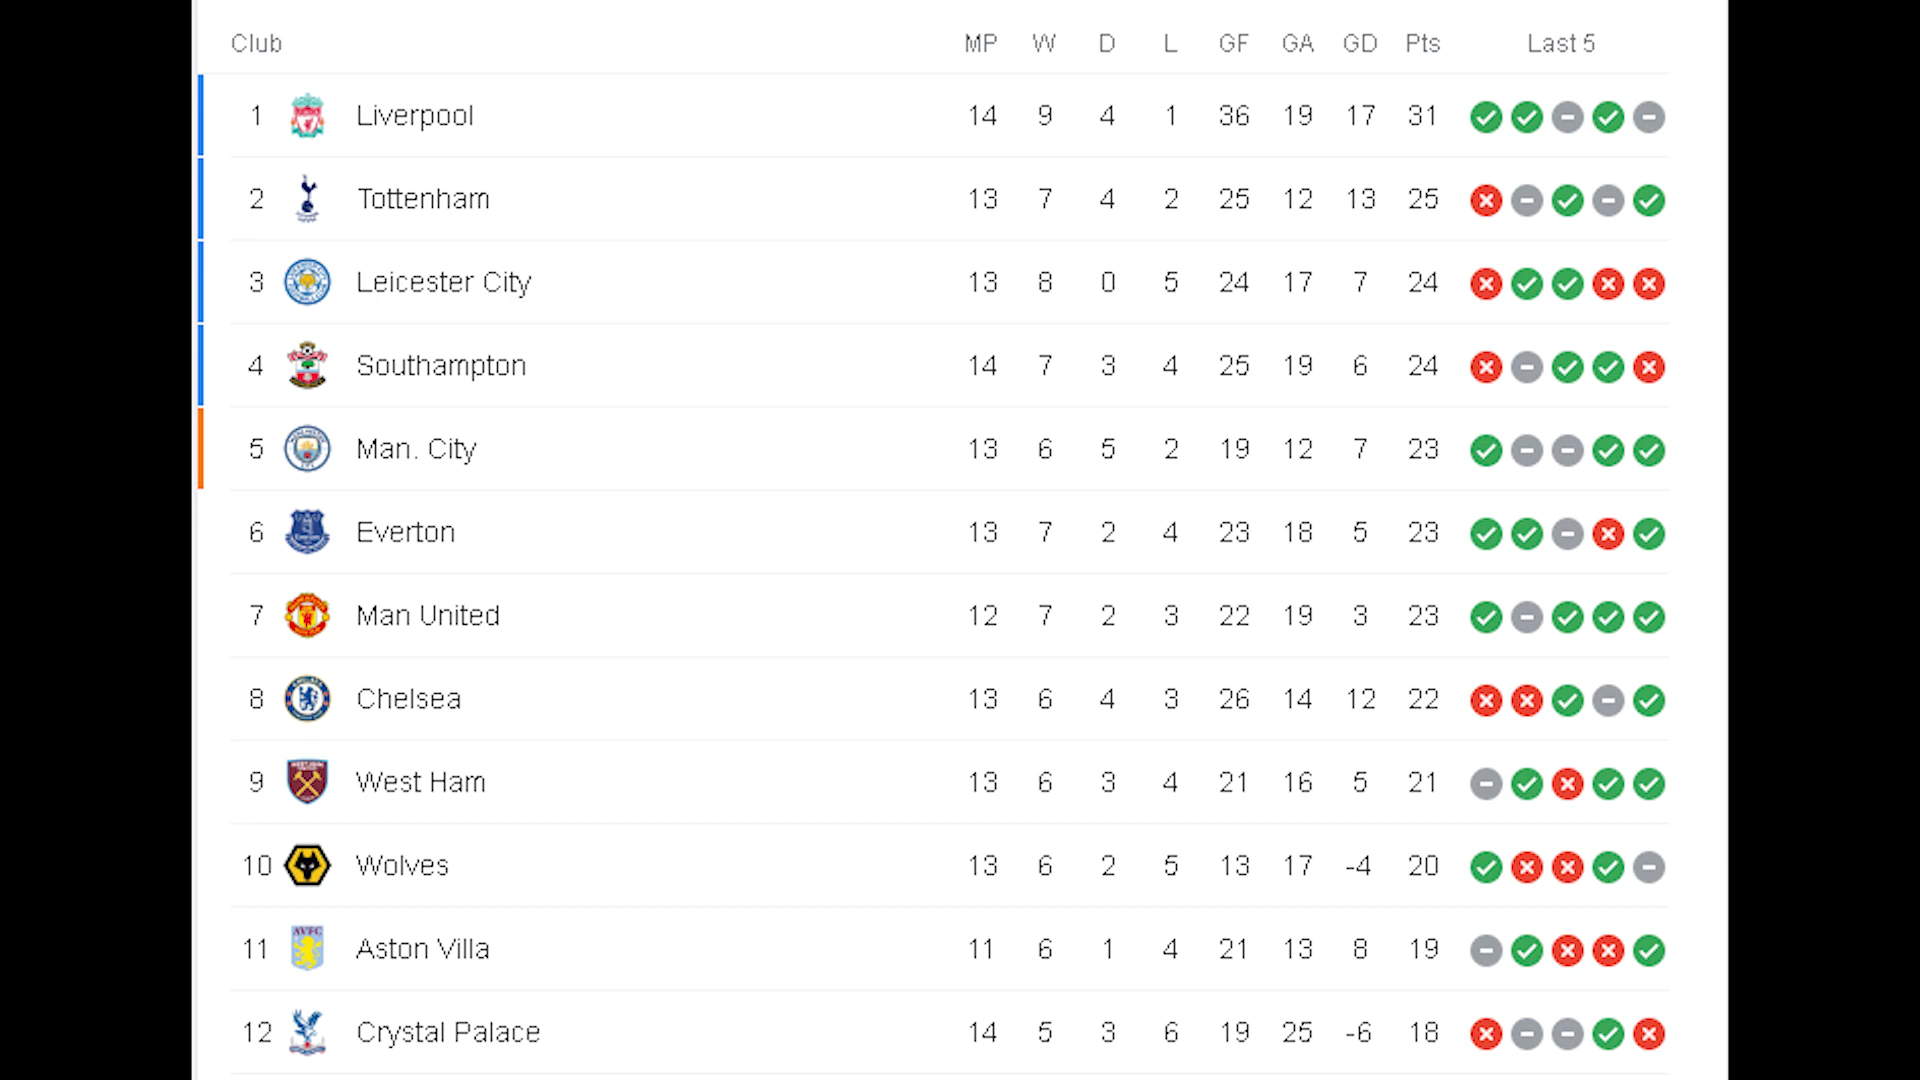 Club MP W D L GF GA GD Pts Last 5
1 Liverpool 14 9 4 1 36 19 17 31
2 Tottenham 13 7 4 2 25 12 13 25
3 Leicester City 13 8 0 5 24 17 7 24
4 Southampton 14 7 3 4 25 19 6 24
5 Man. City 13 6 5 2 19 12 7 23
6 Everton 13 7 2 4 23 18 5 23
7 Man United 12 7 2 3 22 19 3 23
8 Chelsea 13 6 4 3 26 14 12 22
9 West Ham 13 6 3 4 21 16 5 21
10 Wolves 13 6 2 5 13 17 -4 20
AVFC
11 Aston Villa 11 6 1 4 21 13 8 19
12 Crystal Palace 14 5 3 6 19 25 -6 18